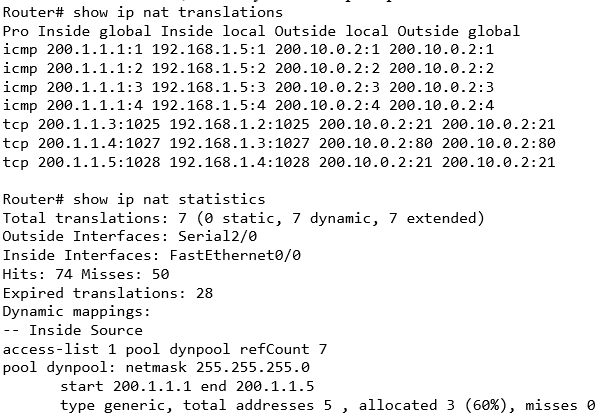 Router# show ip nat translations
Pro Inside global Inside local Outside local Outside global
icmp 200.1.1.1:1 192.168.1.5:1 200.10.0.2:1 200.10.0.2:1
icmp 200.1.1.1:2 192.168.1.5:2 200.10.0.2:2 200.10.0.2:2
icmp 200.1.1.1:3 192.168.1.5:3 200.10.0.2:3 200.10.0.2:3
icmp 200.1.1.1:4 192.168.1.5:4 200.10.0.2:4 200.10.0.2:4
tcp 200.1.1.3:1025 192.168.1.2:1025 200.10.0.2:21 200.10.0.2:21
tcp 200.1.1.4:1027 192.168.1.3:1027 200.10.0.2:80 200.10.0.2:80
tcp 200.1.1.5:1028 192.168.1.4:1028 200.10.0.2:21 200.10.0.2:21
Router# show ip nat statistics
Total translations: 7 (0 static, 7 dynamic, 7 extended)
Outside Interfaces: Serial2/0
Inside Interfaces: FastEthernet0/0
Hits: 74 Misses: 50
Expired translations: 28
Dynamic mappings:
-- Inside Source
access-list 1 pool dynpool refCount 7
pool dynpool: netmask 255.255.255.0
start 200.1.1.1 end 200.1.1.5
type generic, total addresses 5 , allocated 3 (60%), misses 0